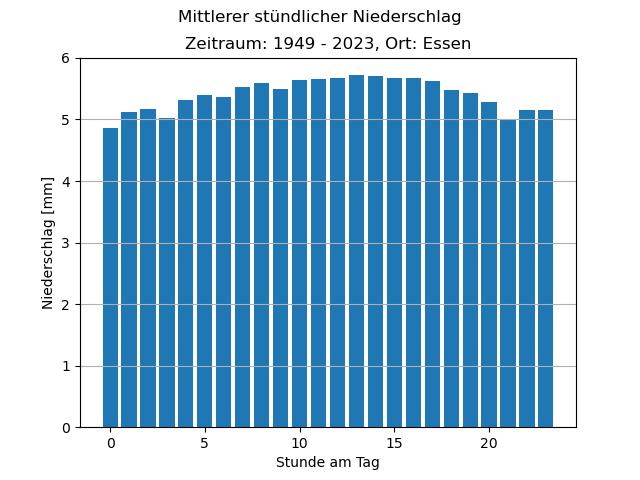 Mittlerer stündlicher Niederschlag
Zeitraum: 1949 - 2023, Ort: Essen
6
5
4
3
2
1
0
Niederschlag [mm]
0 5 10 15 20
Stunde am Tag